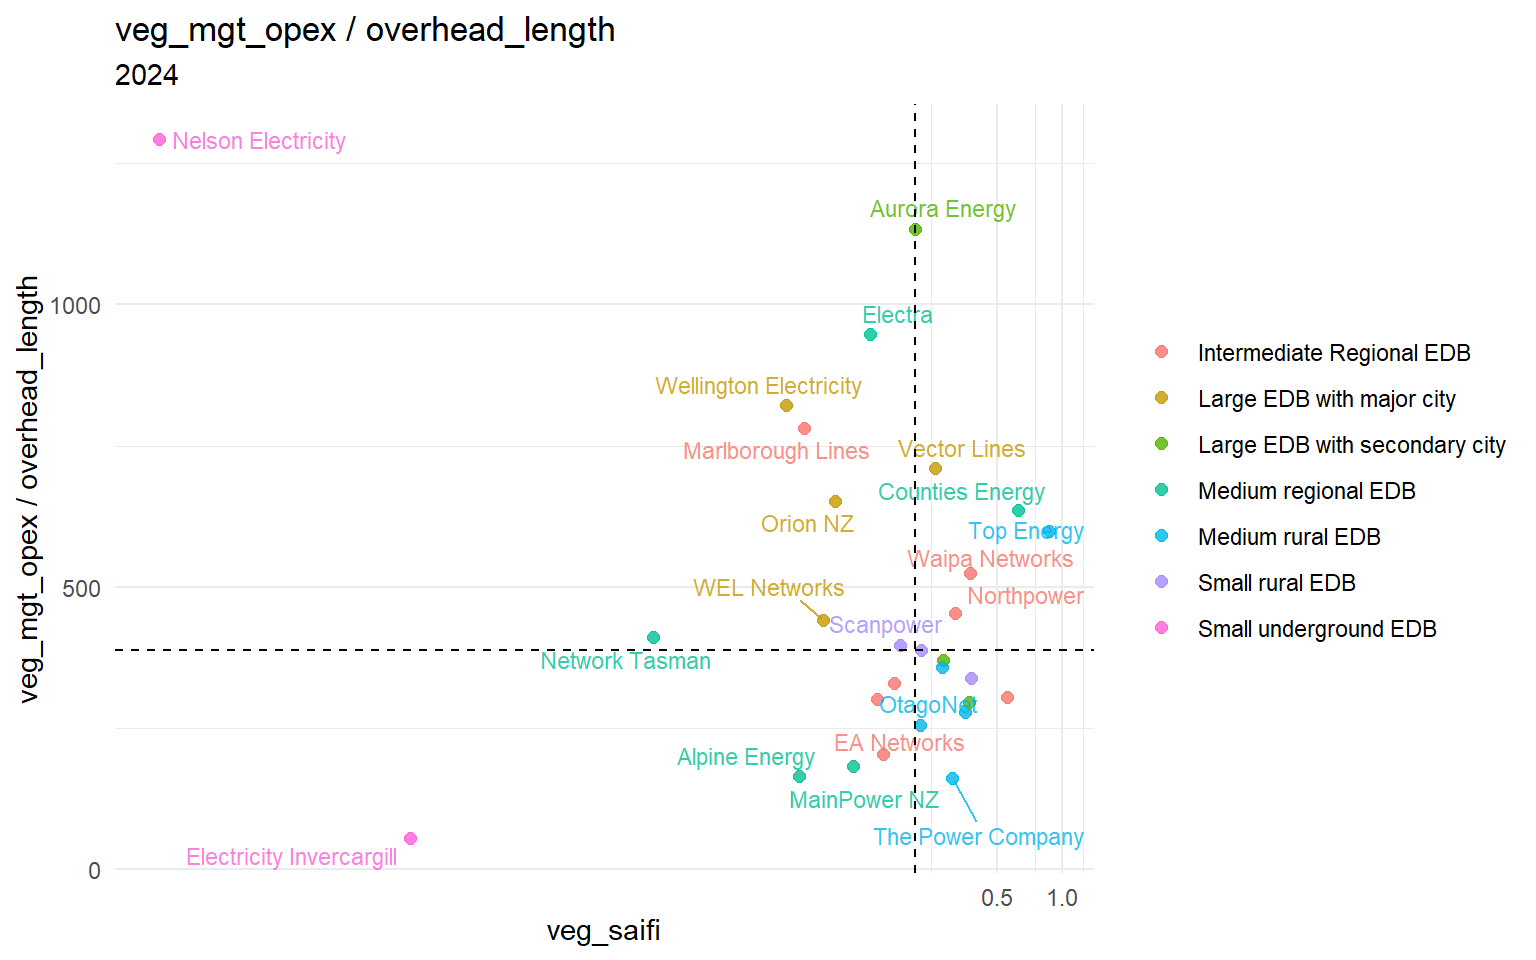 veg_mgt_opex / overhead_length
2024
Nelson Electricity
Aurora Energy
1000
Electra
Wellington Electricity
Marlborough Lines
Vector Lines
Counties Energy
Orion NZ
Top Energy
Waipa Networks
500
WEL Networks
Northpower
Scanpower
Network Tasman
OtagoNet
EA Networks
Alpine Energy
MainPower NZ
The Power Company
Electricity Invercargill
0
0.5
1.0
veg_saifi
veg_mgt_opex / overhead_length
Intermediate Regional EDB
Large EDB with major city
Large EDB with secondary city
Medium regional EDB
Medium rural EDB
Small rural EDB
Small underground EDB